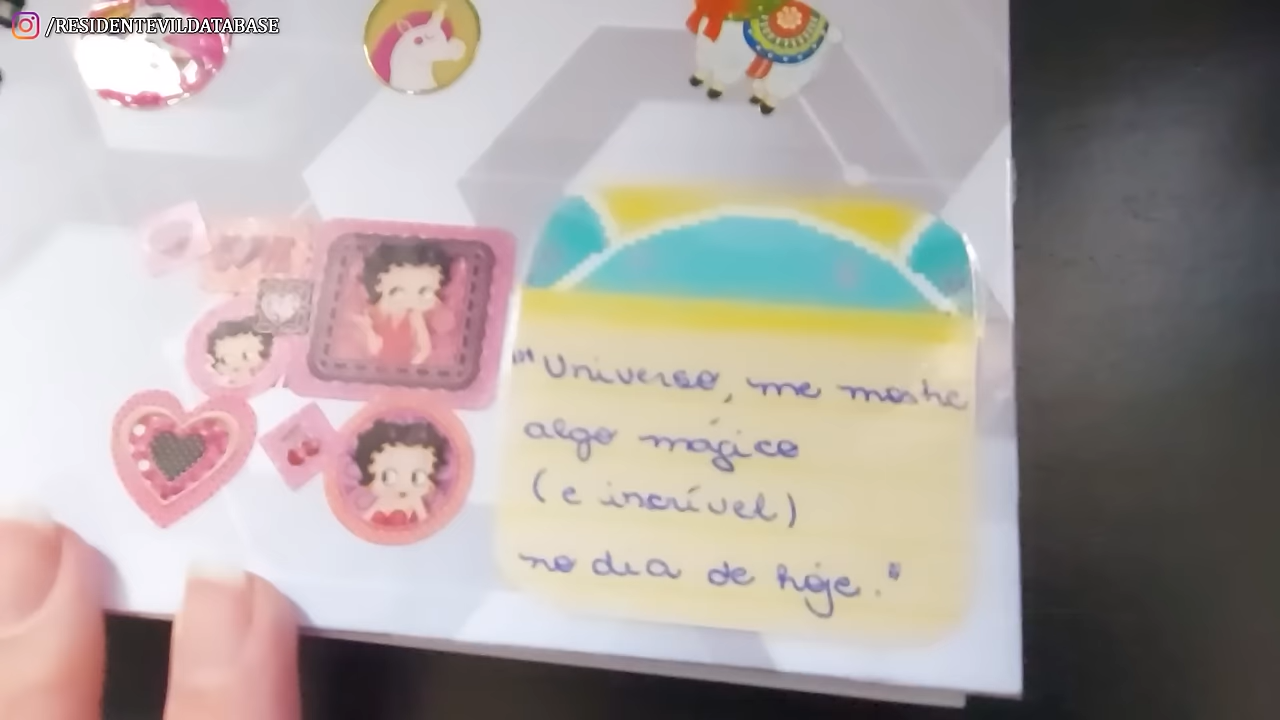 /RESIDENTEVILDATABASE
"Universo, me mostre
algo mágico
(e incrível)
no dia de hoje."